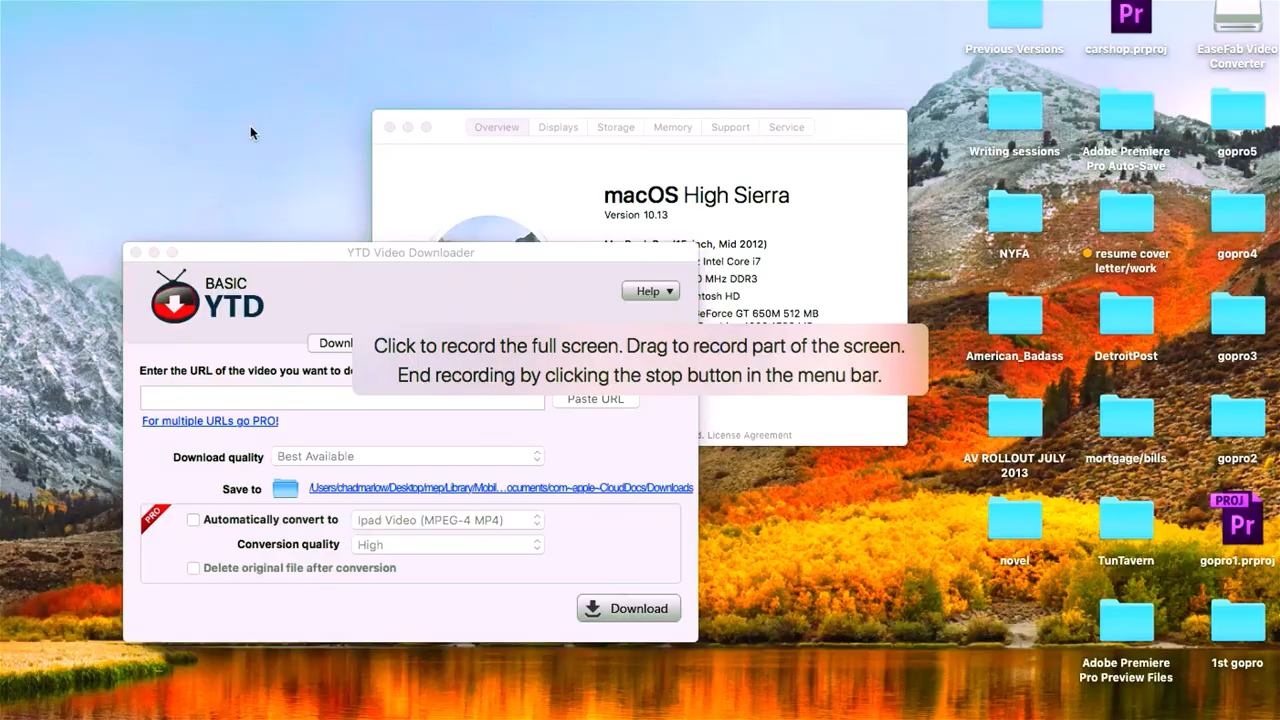 Previous Versions
carshop.prproj
EaseFab Video
Converter
Overview
Displays
Storage
Memory
Support
Service
Writing sessions
Adobe Premiere
Pro Auto-Save
gopro5
macOS High Sierra
Version 10.13
inch, Mid 2012)
Intel Core i7
MHz DDR3
ntosh HD
eForce GT 650M 512 MB
d. License Agreement
YTD Video Downloader
BASIC
YTD
Help
Downl
Click to record the full screen. Drag to record part of the screen.
End recording by clicking the stop button in the menu bar.
Enter the URL of the video you want to do
Paste URL
For multiple URLs go PRO!
Download quality
Best Available
Save to
/Users/chadmarlow/Desktop/mep/Library/Mobil...ocuments/com~apple~CloudDocs/Downloads
PRO
Automatically convert to
Ipad Video (MPEG-4 MP4)
Conversion quality
High
Delete original file after conversion
Download
NYFA
resume cover
letter/work
gopro4
American_Badass
DetroitPost
gopro3
AV ROLLOUT JULY
2013
mortgage/bills
gopro2
novel
TunTavern
PROJ
Pr
gopro1.prproj
Pr
Adobe Premiere
Pro Preview Files
1st gopro